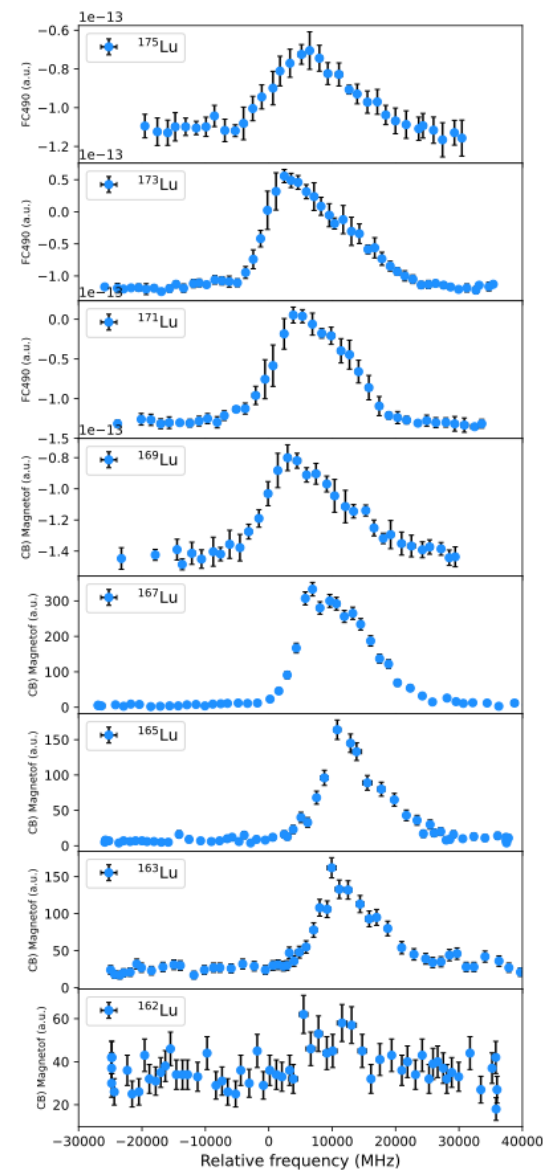 1e−13
−0.6
175Lu
−0.8
FC490 (a.u.)
−1.0
−1.2
1e−13
0.5
173Lu
0.0
FC490 (a.u.)
−0.5
−1.0
1e−13
0.0
171Lu
−0.5
FC490 (a.u.)
−1.0
−1.5
1e−13
−0.8
169Lu
−1.0
CB) Magnetof (a.u.)
−1.2
−1.4
300
167Lu
200
CB) Magnetof (a.u.)
100
0
150
165Lu
100
CB) Magnetof (a.u.)
50
0
150
163Lu
100
CB) Magnetof (a.u.)
50
0
60
162Lu
40
CB) Magnetof (a.u.)
20
−30000 −20000 −10000 0 10000 20000 30000 40000
Relative frequency (MHz)